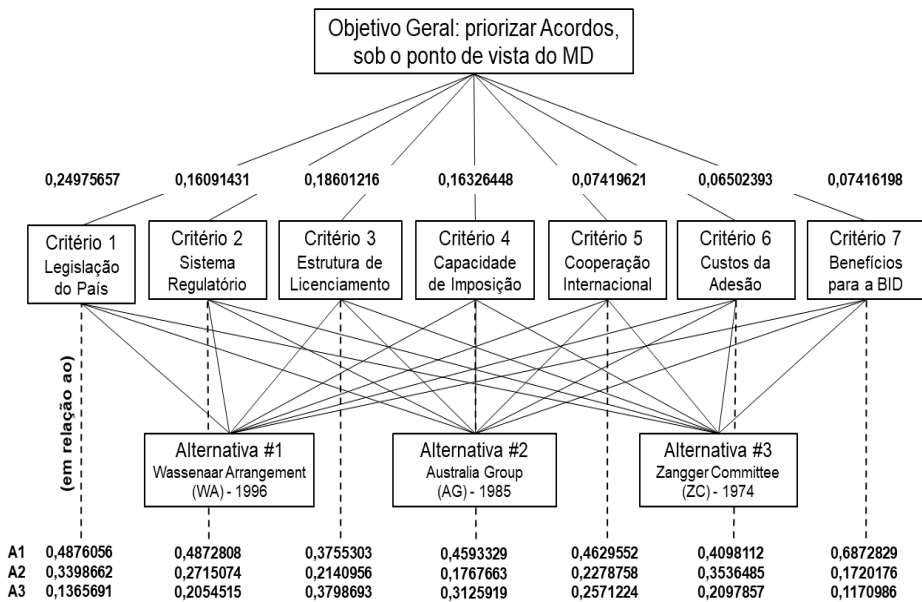 Objetivo Geral: priorizar Acordos,
sob o ponto de vista do MD
0,24975657 0,16091431 0,18601216 0,16326448 0,07419621 0,06502393 0,07416198
Critério 1
Legislação
do País
Critério 2
Sistema
Regulatório
Critério 3
Estrutura de
Licenciamento
Critério 4
Capacidade
de Imposição
Critério 5
Cooperação
Internacional
Critério 6
Custos da
Adesão
Critério 7
Benefícios
para a BID
(em relação ao)
Alternativa #1
Wassenaar Arrangement
(WA) - 1996
Alternativa #2
Australia Group
(AG) - 1985
Alternativa #3
Zangger Committee
(ZC) - 1974
A1 0,4876056 0,4872808 0,3755303 0,4593329 0,4629552 0,4098112 0,6872829
A2 0,3398662 0,2715074 0,2140956 0,1767663 0,2278758 0,3536485 0,1720176
A3 0,1365691 0,2054515 0,3798693 0,3125919 0,2571224 0,2097857 0,1170986